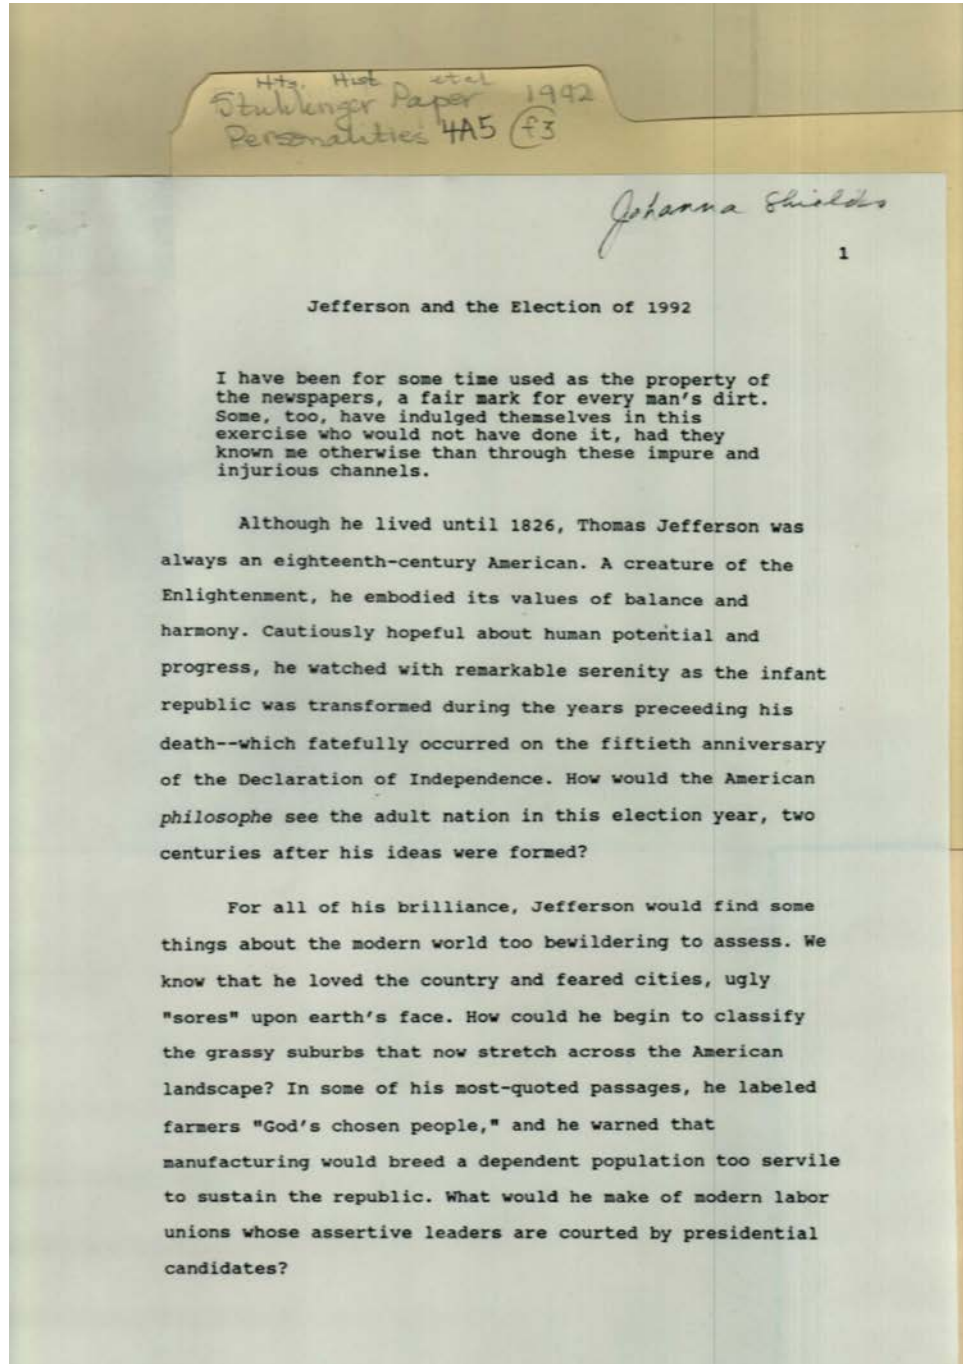 Hts. Hist et al
Stuhlinger Paper 1992
Personalities 4A5 f3
Johanna Shields
1
Jefferson and the Election of 1992
I have been for some time used as the property of
the newspapers, a fair mark for every man's dirt.
Some, too, have indulged themselves in this
exercise who would not have done it, had they
known me otherwise than through these impure and
injurious channels.
Although he lived until 1826, Thomas Jefferson was
always an eighteenth-century American. A creature of the
Enlightenment, he embodied its values of balance and
harmony. Cautiously hopeful about human potential and
progress, he watched with remarkable serenity as the infant
republic was transformed during the years preceeding his
death--which fatefully occurred on the fiftieth anniversary
of the Declaration of Independence. How would the American
philosophe see the adult nation in this election year, two
centuries after his ideas were formed?
For all of his brilliance, Jefferson would find some
things about the modern world too bewildering to assess. We
know that he loved the country and feared cities, ugly
"sores" upon earth's face. How could he begin to classify
the grassy suburbs that now stretch across the American
landscape? In some of his most-quoted passages, he labeled
farmers "God's chosen people," and he warned that
manufacturing would breed a dependent population too servile
to sustain the republic. What would he make of modern labor
unions whose assertive leaders are courted by presidential
candidates?